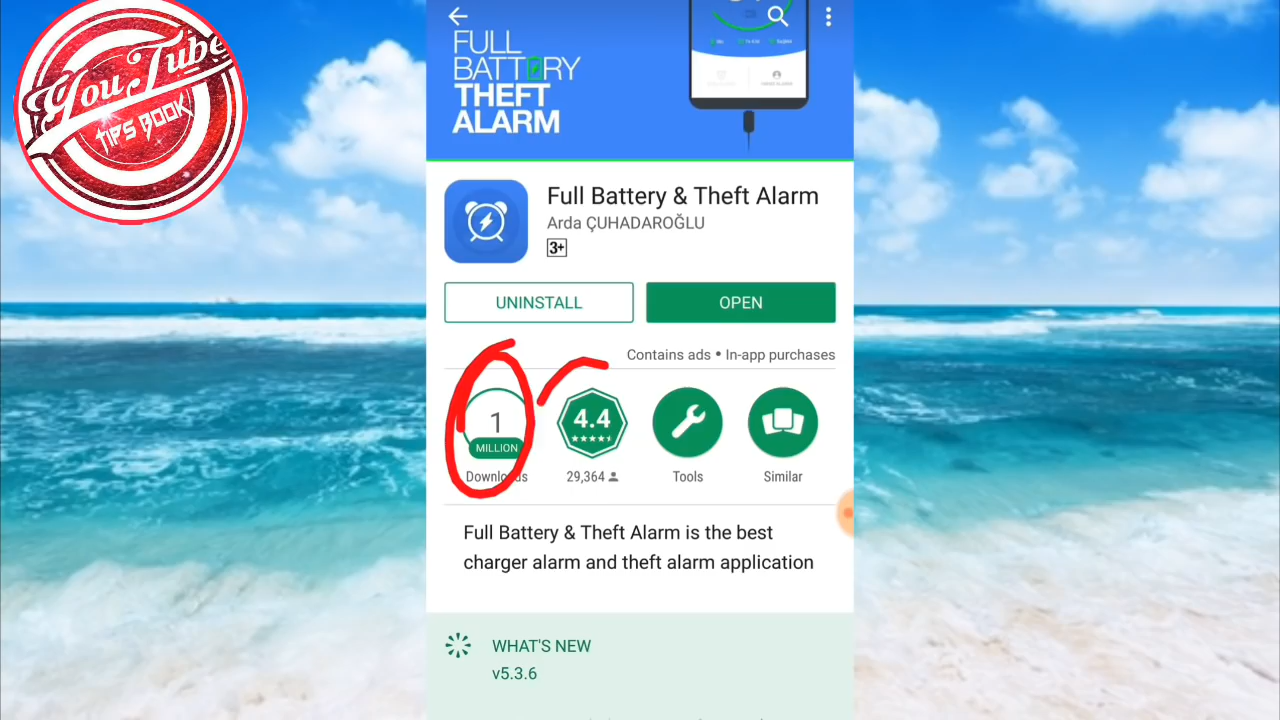 YouTube
TIPS BOOK
FULL
BATTERY
THEFT
ALARM
Full Battery & Theft Alarm
Arda ÇUHADAROĞLU
3+
UNINSTALL
OPEN
Contains ads • In-app purchases
1
MILLION
Downloads
4.4
29,364
Tools
Similar
Full Battery & Theft Alarm is the best
charger alarm and theft alarm application
WHAT'S NEW
v5.3.6